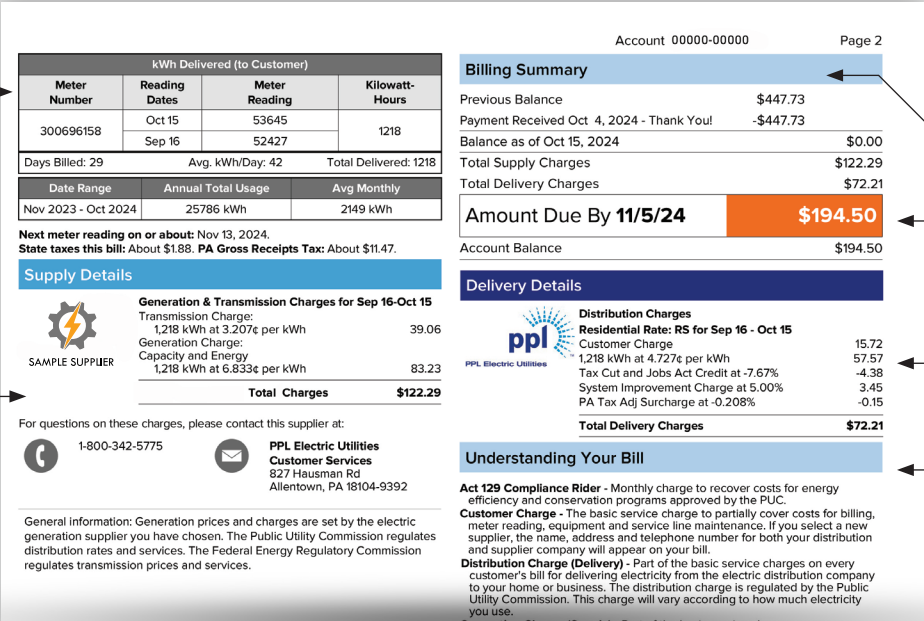 Account 00000-00000 Page 2
kWh Delivered (to Customer)
Meter Number Reading Dates Meter Reading Kilowatt-Hours
300696158 Oct 15 53645 1218
Sep 16 52427
Days Billed: 29 Avg. kWh/Day: 42 Total Delivered: 1218
Date Range Annual Total Usage Avg Monthly
Nov 2023 - Oct 2024 25786 kWh 2149 kWh
Next meter reading on or about: Nov 13, 2024.
State taxes this bill: About $1.88. PA Gross Receipts Tax: About $11.47.
Supply Details
SAMPLE SUPPLIER
Generation & Transmission Charges for Sep 16-Oct 15
Transmission Charge:
1,218 kWh at 3.207¢ per kWh 39.06
Generation Charge:
Capacity and Energy
1,218 kWh at 6.833¢ per kWh 83.23
Total Charges $122.29
For questions on these charges, please contact this supplier at:
1-800-342-5775
PPL Electric Utilities
Customer Services
827 Hausman Rd
Allentown, PA 18104-9392
General information: Generation prices and charges are set by the electric
generation supplier you have chosen. The Public Utility Commission regulates
distribution rates and services. The Federal Energy Regulatory Commission
regulates transmission prices and services.
Billing Summary
Previous Balance $447.73
Payment Received Oct 4, 2024 - Thank You! -$447.73
Balance as of Oct 15, 2024 $0.00
Total Supply Charges $122.29
Total Delivery Charges $72.21
Amount Due By 11/5/24 $194.50
Account Balance $194.50
Delivery Details
ppl
PPL Electric Utilities
Distribution Charges
Residential Rate: RS for Sep 16 - Oct 15
Customer Charge 15.72
1,218 kWh at 4.727¢ per kWh 57.57
Tax Cut and Jobs Act Credit at -7.67% -4.38
System Improvement Charge at 5.00% 3.45
PA Tax Adj Surcharge at -0.208% -0.15
Total Delivery Charges $72.21
Understanding Your Bill
Act 129 Compliance Rider - Monthly charge to recover costs for energy
efficiency and conservation programs approved by the PUC.
Customer Charge - The basic service charge to partially cover costs for billing,
meter reading, equipment and service line maintenance. If you select a new
supplier, the name, address and telephone number for both your distribution
and supplier company will appear on your bill.
Distribution Charge (Delivery) - Part of the basic service charges on every
customer's bill for delivering electricity from the electric distribution company
to your home or business. The distribution charge is regulated by the Public
Utility Commission. This charge will vary according to how much electricity
you use.